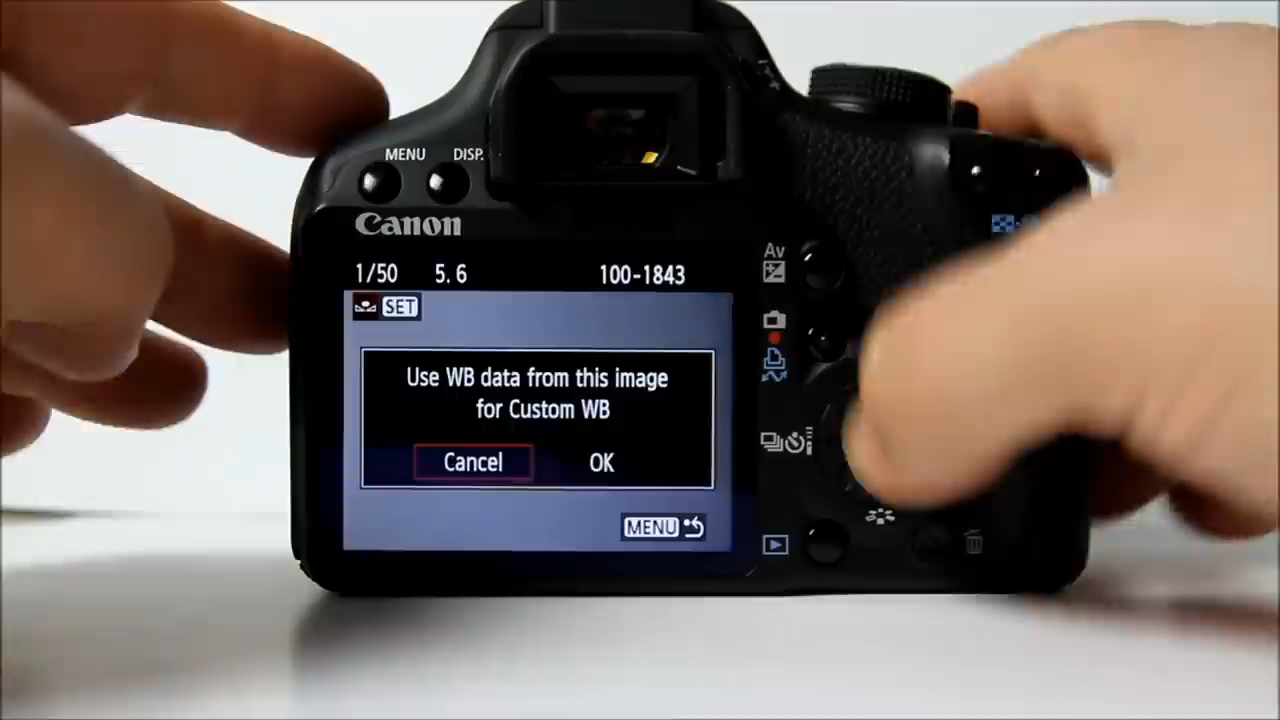 MENU DISP.
Canon
1/50 5.6 100-1843
SET
Use WB data from this image
for Custom WB
Cancel OK
MENU
Av